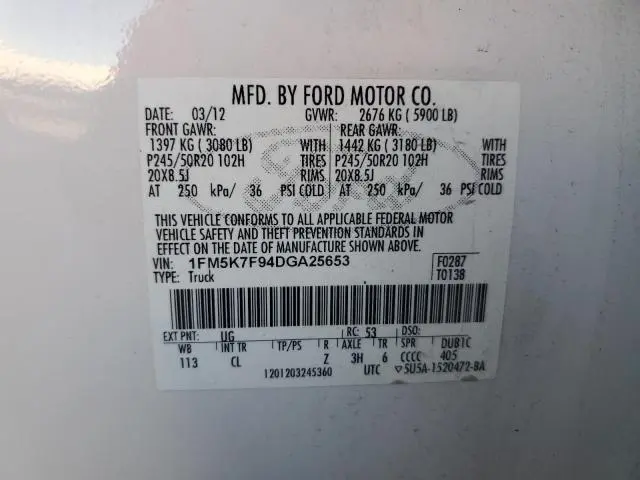 MFD. BY FORD MOTOR CO.
DATE: 03/12 GVWR: 2676 KG ( 5900 LB)
FRONT GAWR: REAR GAWR:
1397 KG ( 3080 LB) WITH 1442 KG ( 3180 LB) WITH
P245/50R20 102H TIRES P245/50R20 102H TIRES
20X8.5J RIMS 20X8.5J RIMS
AT 250 kPa/ 36 PSI COLD AT 250 kPa/ 36 PSI COLD
THIS VEHICLE CONFORMS TO ALL APPLICABLE FEDERAL MOTOR
VEHICLE SAFETY AND THEFT PREVENTION STANDARDS IN
EFFECT ON THE DATE OF MANUFACTURE SHOWN ABOVE.
VIN: 1FM5K7F94DGA25653 F0287
TYPE: Truck T0138
EXT PNT: UG RC: 53 DSO:
WB INT TR TP/PS R AXLE TR SPR DUB1C
113 CL Z 3H 6 CCCC 405
1201203245360 UTC ▽5U5A-1520472-BA
Ford